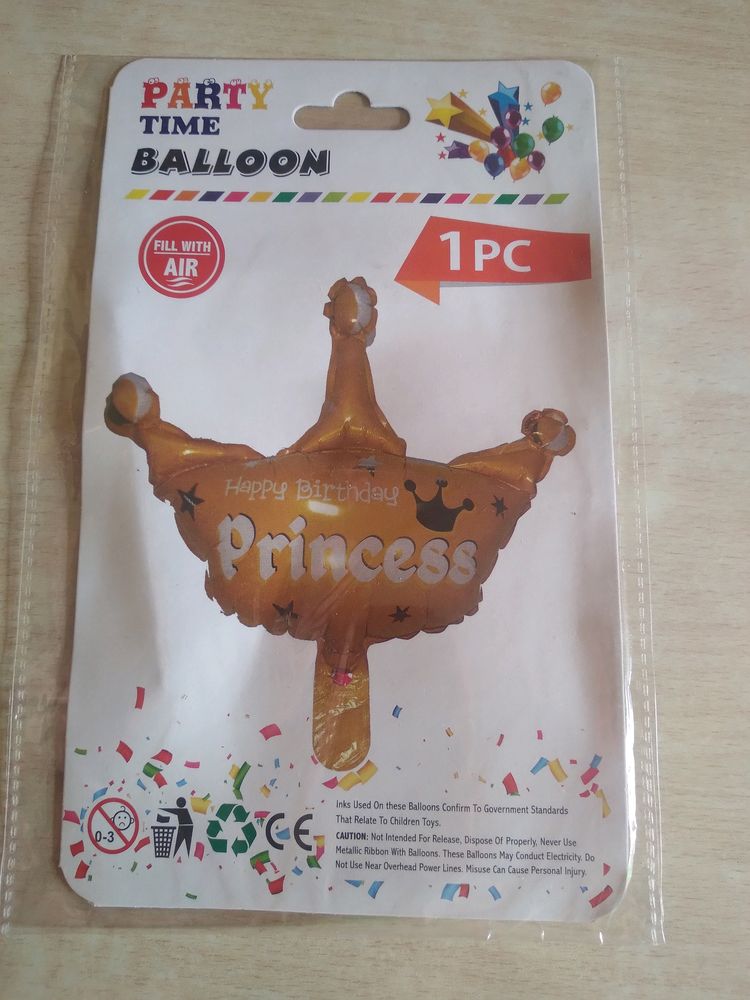 PARTY
TIME
BALLOON
FILL WITH
AIR
1PC
Happy Birthday
Princess
0-3
CE
Inks Used On these Balloons Confirm To Government Standards
That Relate To Children Toys.
CAUTION: Not Intended For Release, Dispose Of Properly, Never Use
Metallic Ribbon With Balloons. These Balloons May Conduct Electricity. Do
Not Use Near Overhead Power Lines. Misuse Can Cause Personal Injury.